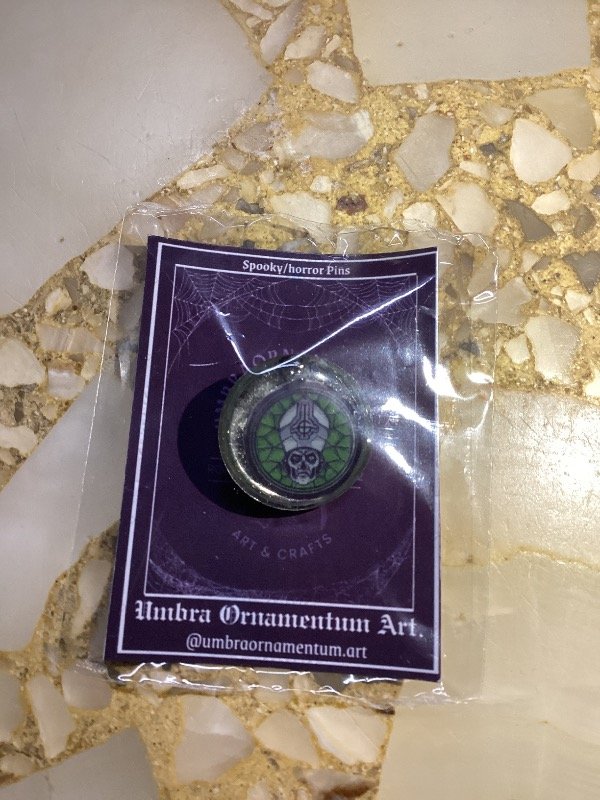 Spooky/horror Pins
ART & CRAFTS
Umbra Ornamentum Art.
@umbraornamentum.art